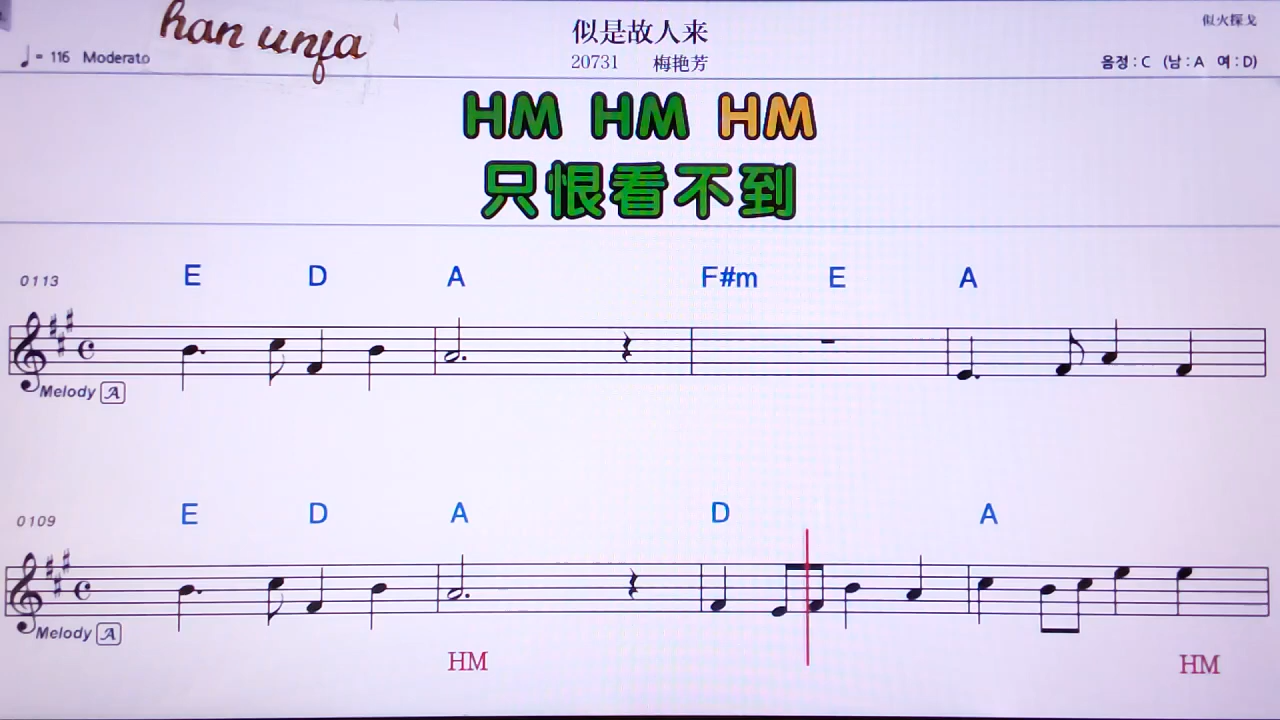 han unfa
似是故人来
似火探戈
♩= 116 Moderato
20731 梅艳芳
음정 : C (남 : A 여 : D)
HM HM HM
只恨看不到
0113
E D A F#m E A
Melody A
0109
E D A D A
Melody A
HM HM